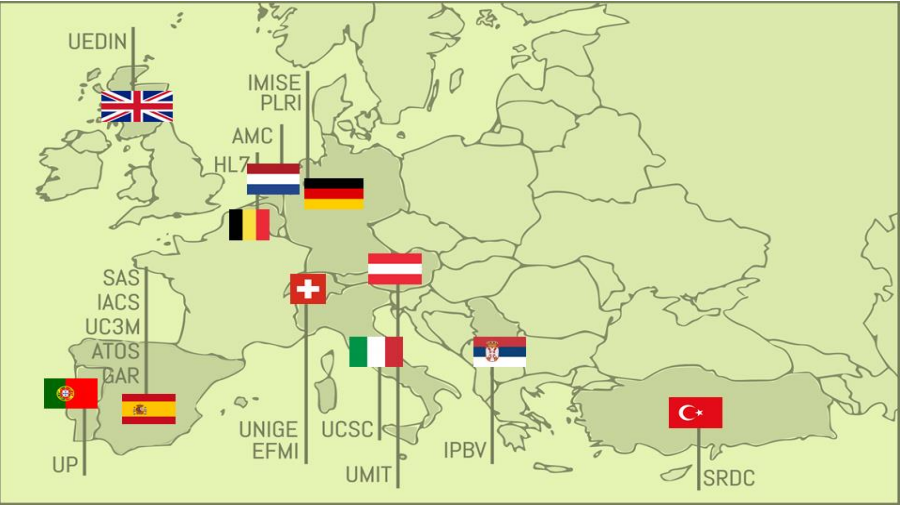 UEDIN
IMISE
PLRI
AMC
HL7
SAS
IACS
UC3M
ATOS
GAR
UP
UNIGE
EFMI
UCSC
UMIT
IPBV
SRDC